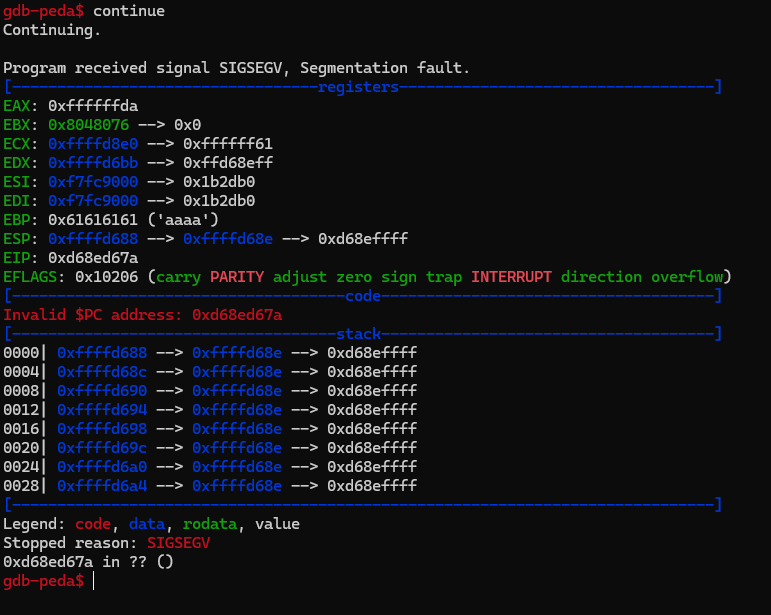 gdb-peda$ continue
Continuing.

Program received signal SIGSEGV, Segmentation fault.
[----------------------------------registers-----------------------------------]
EAX: 0xffffffda
EBX: 0x8048076 --> 0x0
ECX: 0xffffd8e0 --> 0xffffff61
EDX: 0xffffd6bb --> 0xffd68eff
ESI: 0xf7fc9000 --> 0x1b2db0
EDI: 0xf7fc9000 --> 0x1b2db0
EBP: 0x61616161 ('aaaa')
ESP: 0xffffd688 --> 0xffffd68e --> 0xd68effff
EIP: 0xd68ed67a
EFLAGS: 0x10206 (carry PARITY adjust zero sign trap INTERRUPT direction overflow)
[-------------------------------------code-------------------------------------]
Invalid $PC address: 0xd68ed67a
[------------------------------------stack-------------------------------------]
0000| 0xffffd688 --> 0xffffd68e --> 0xd68effff
0004| 0xffffd68c --> 0xffffd68e --> 0xd68effff
0008| 0xffffd690 --> 0xffffd68e --> 0xd68effff
0012| 0xffffd694 --> 0xffffd68e --> 0xd68effff
0016| 0xffffd698 --> 0xffffd68e --> 0xd68effff
0020| 0xffffd69c --> 0xffffd68e --> 0xd68effff
0024| 0xffffd6a0 --> 0xffffd68e --> 0xd68effff
0028| 0xffffd6a4 --> 0xffffd68e --> 0xd68effff
[------------------------------------------------------------------------------]
Legend: code, data, rodata, value
Stopped reason: SIGSEGV
0xd68ed67a in ?? ()
gdb-peda$